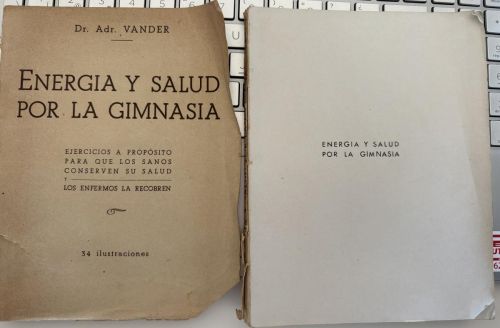 Dr. Adr. VANDER
ENERGIA Y SALUD
POR LA GIMNASIA
EJERCICIOS A PROPÓSITO
PARA QUE LOS SANOS
CONSERVEN SU SALUD
Y
LOS ENFERMOS LA RECOBREN
34 ilustraciones
ENERGIA Y SALUD
POR LA GIMNASIA